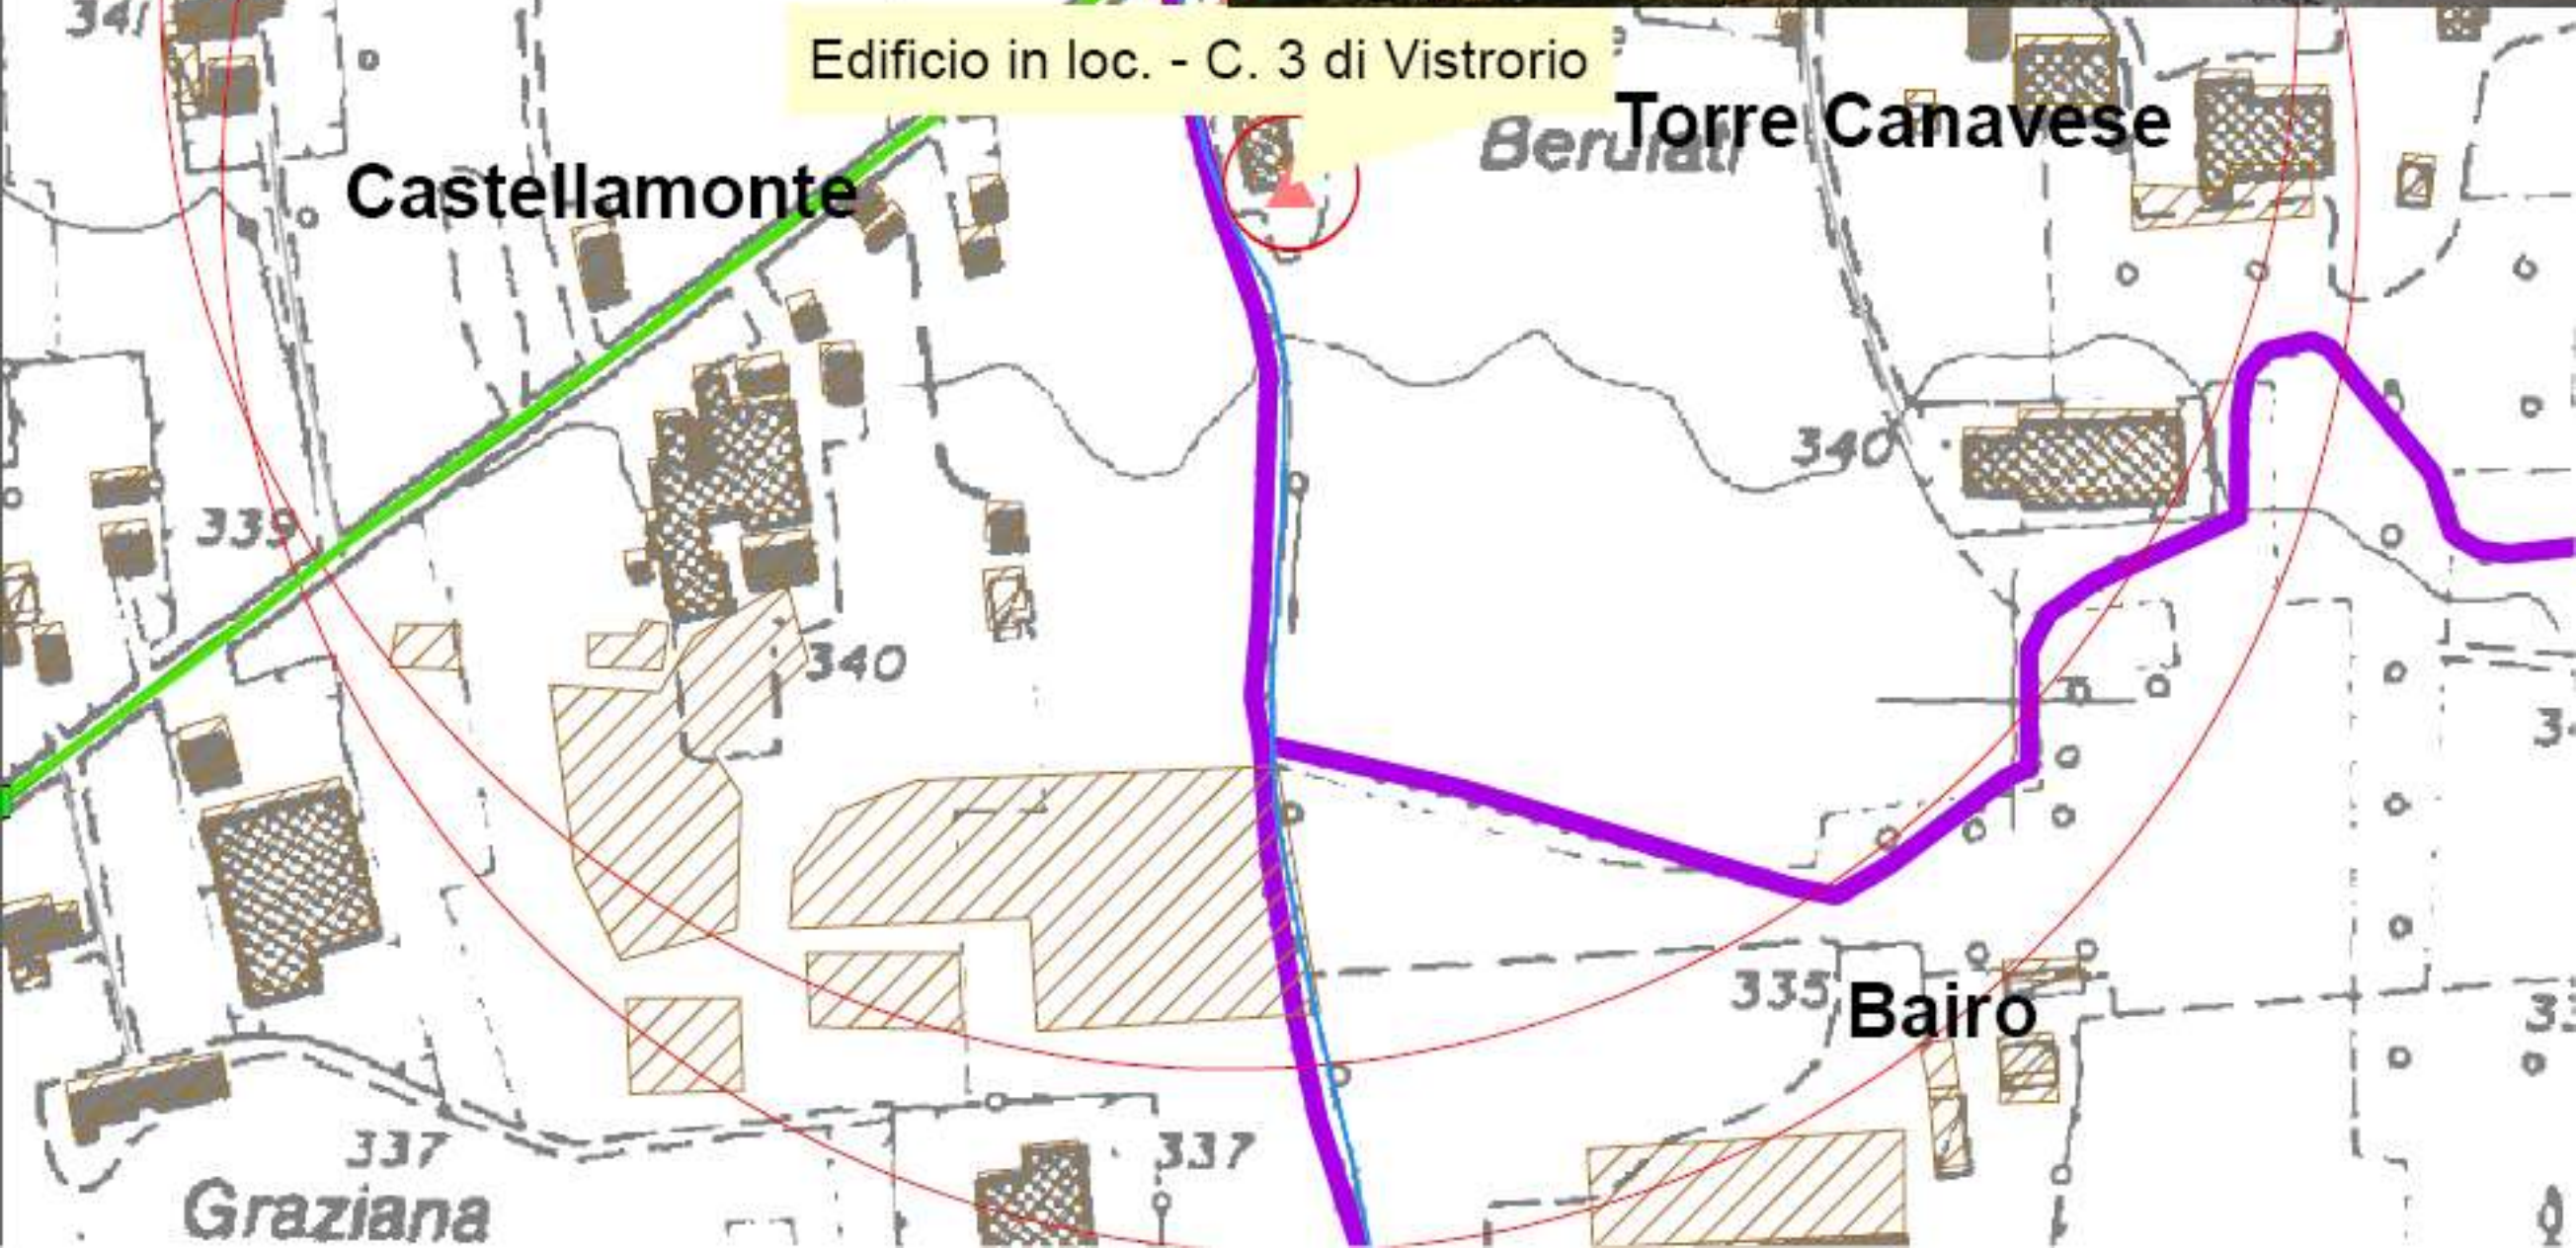 341
Edificio in loc. - C. 3 di Vistrorio
Torre Canavese
Berulati
Castellamonte
340
339
340
335
Bairo
337
337
Graziana